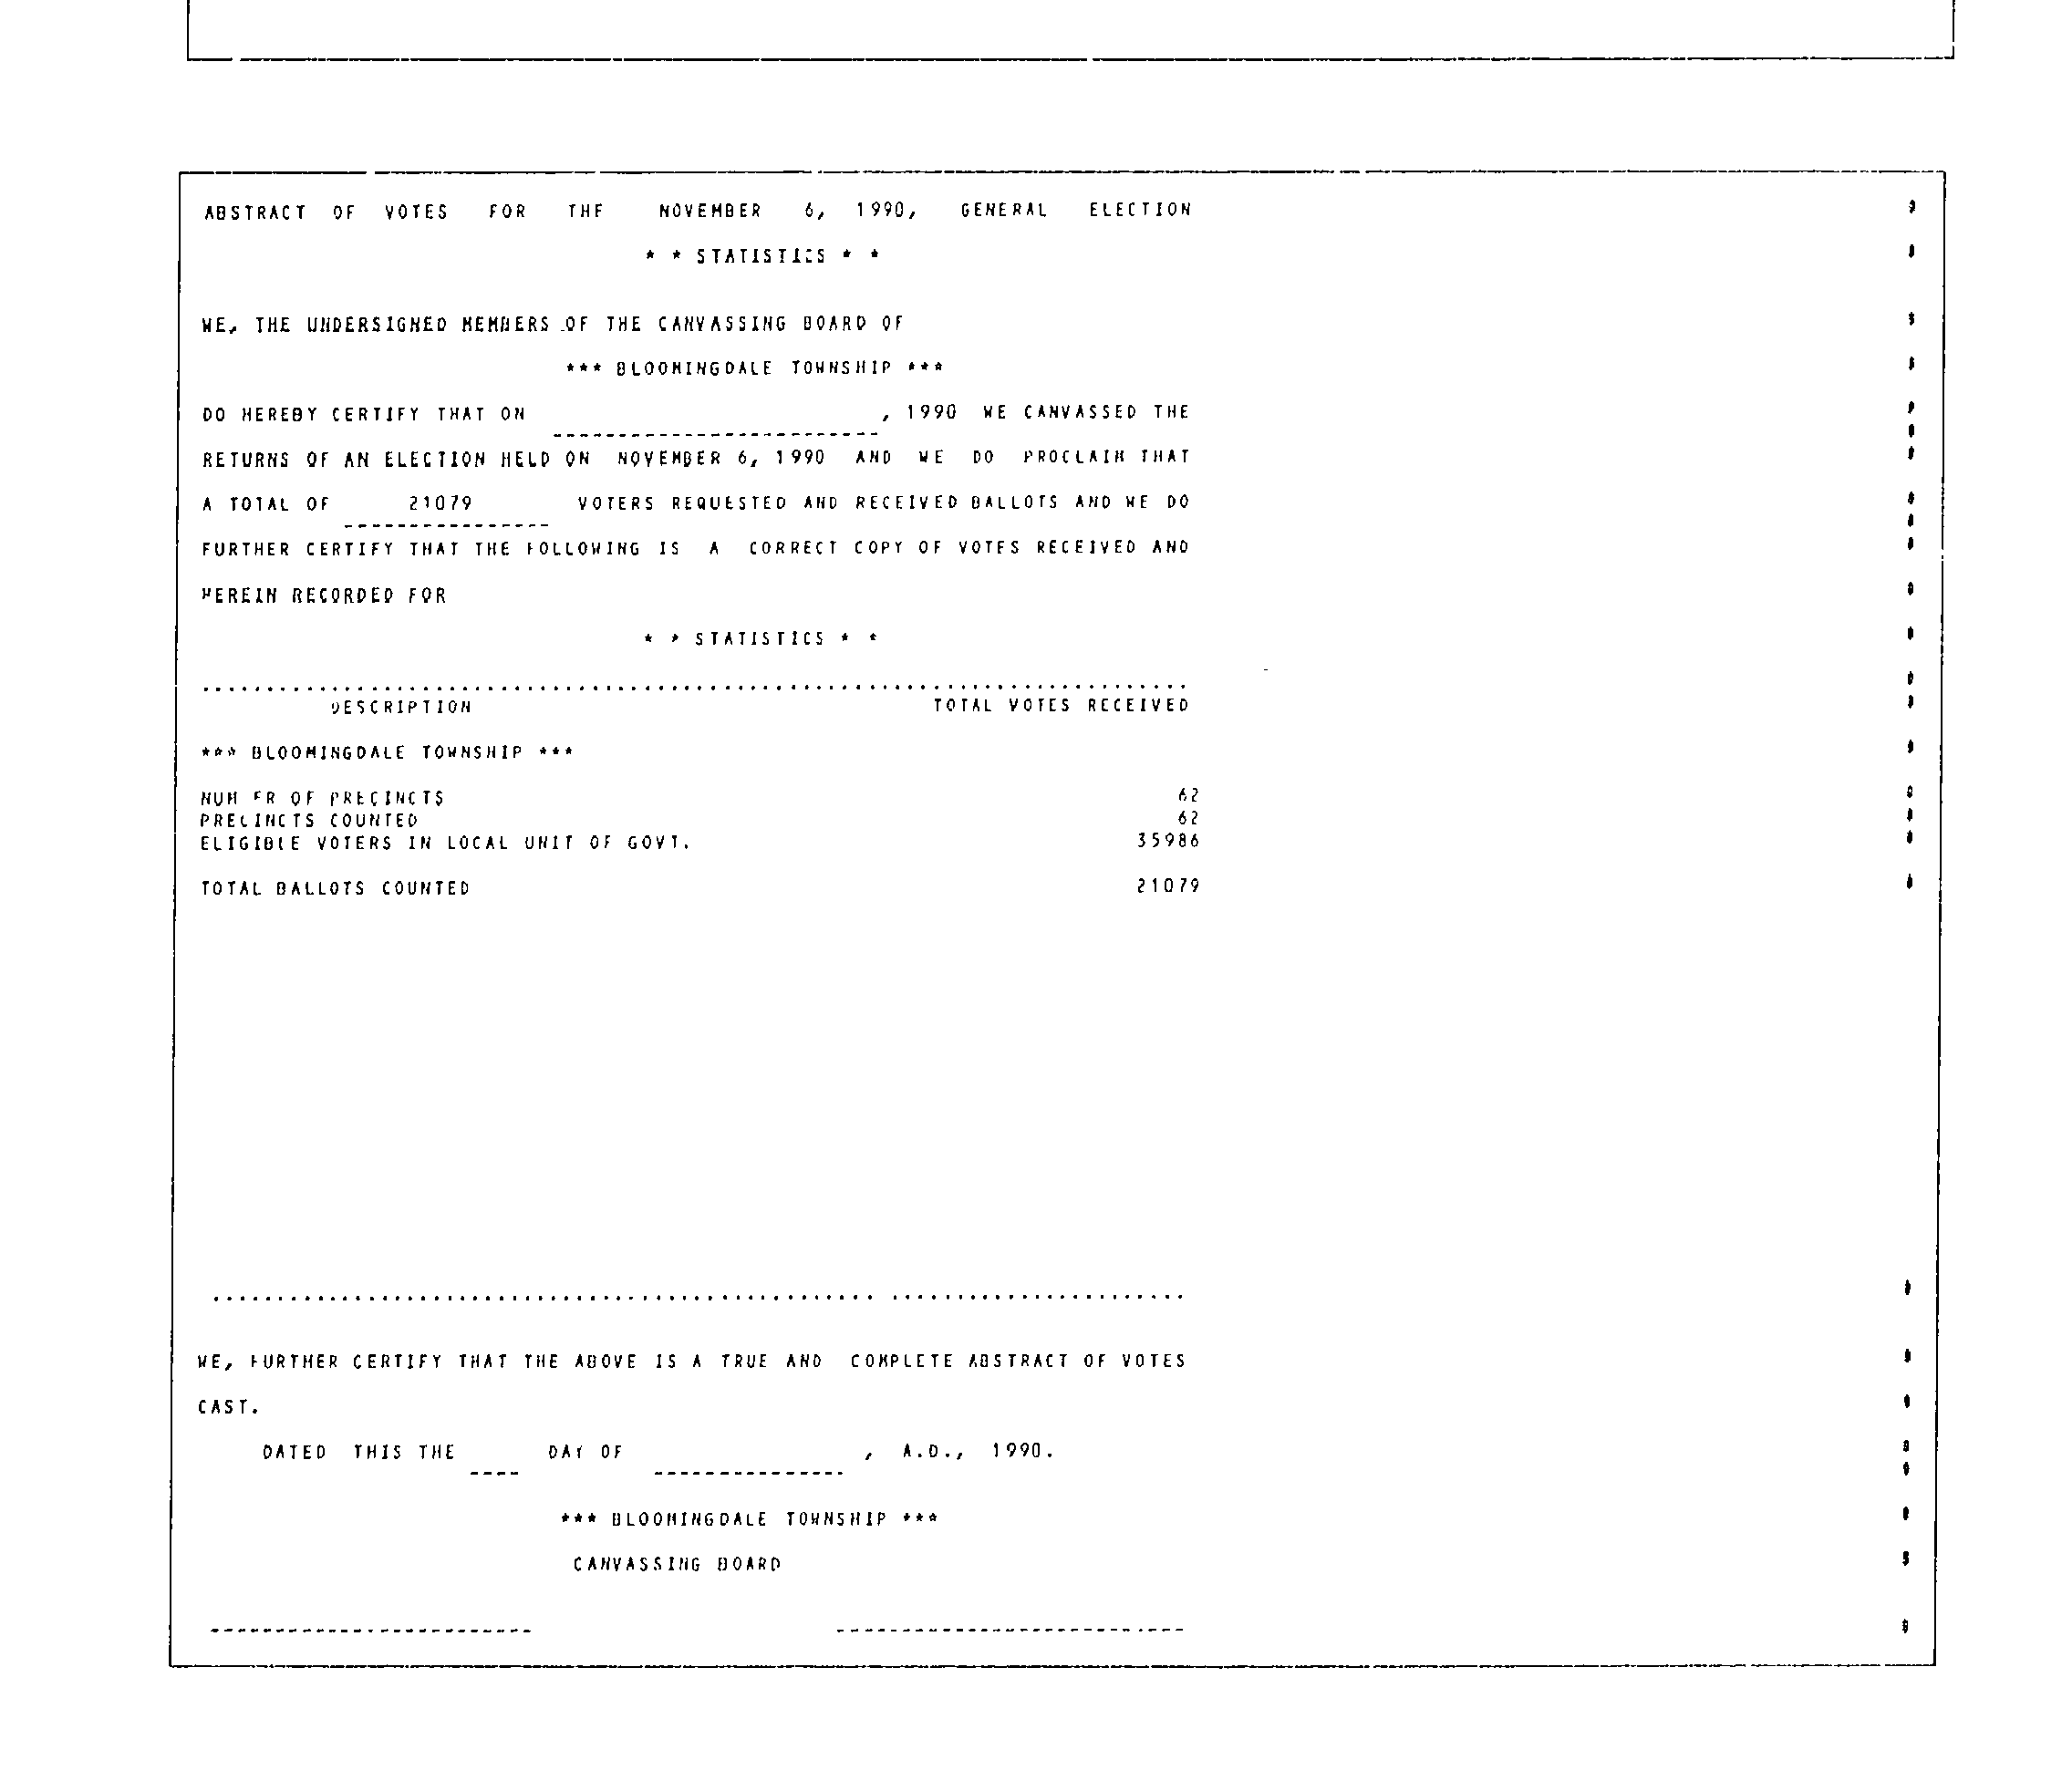 ABSTRACT OF VOTES FOR THE NOVEMBER 6, 1990, GENERAL ELECTION
* * STATISTICS * *
WE, THE UNDERSIGNED MEMBERS OF THE CANVASSING BOARD OF
*** BLOOMINGDALE TOWNSHIP ***
DO HEREBY CERTIFY THAT ON ------------------------- , 1990 WE CANVASSED THE
RETURNS OF AN ELECTION HELD ON NOVEMBER 6, 1990 AND WE DO PROCLAIM THAT
A TOTAL OF 21079 VOTERS REQUESTED AND RECEIVED BALLOTS AND WE DO
FURTHER CERTIFY THAT THE FOLLOWING IS A CORRECT COPY OF VOTES RECEIVED AND
HEREIN RECORDED FOR
* * STATISTICS * *
DESCRIPTION TOTAL VOTES RECEIVED
*** BLOOMINGDALE TOWNSHIP ***
NUM ER OF PRECINCTS 62
PRECINCTS COUNTED 62
ELIGIBLE VOTERS IN LOCAL UNIT OF GOVT. 35986
TOTAL BALLOTS COUNTED 21079
WE, FURTHER CERTIFY THAT THE ABOVE IS A TRUE AND COMPLETE ABSTRACT OF VOTES
CAST.
DATED THIS THE ---- DAY OF --------------- , A.D., 1990.
*** BLOOMINGDALE TOWNSHIP ***
CANVASSING BOARD